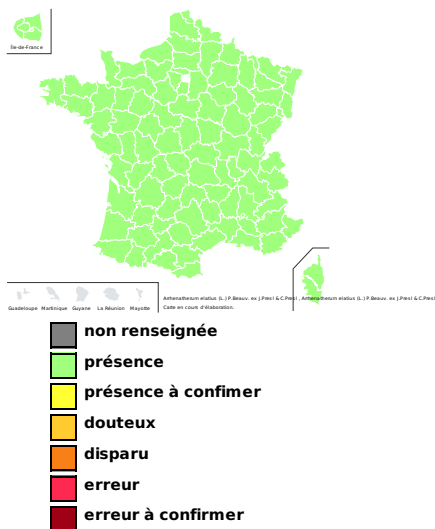 Île-de-France
Guadeloupe Martinique Guyane La Réunion Mayotte
Arrhenatherum elatius (L.) P.Beauv. ex J.Presl & C.Presl , Arrhenatherum elatius (L.) P.Beauv. ex J.Presl & C.Presl
Carte en cours d'élaboration.
non renseignée
présence
présence à confimer
douteux
disparu
erreur
erreur à confirmer